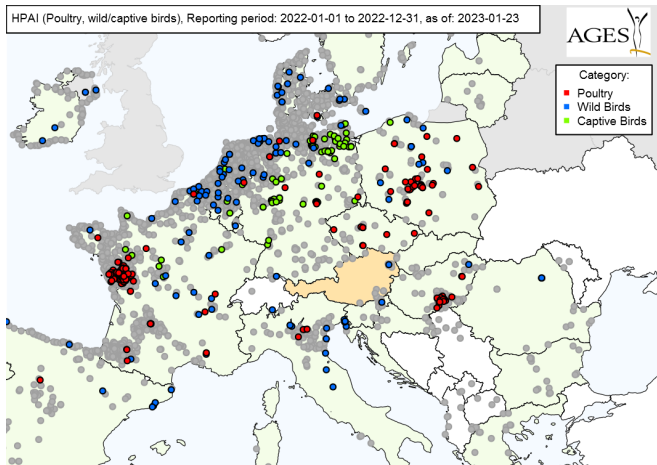 HPAI (Poultry, wild/captive birds), Reporting period: 2022-01-01 to 2022-12-31, as of: 2023-01-23
AGES
Category:
Poultry
Wild Birds
Captive Birds